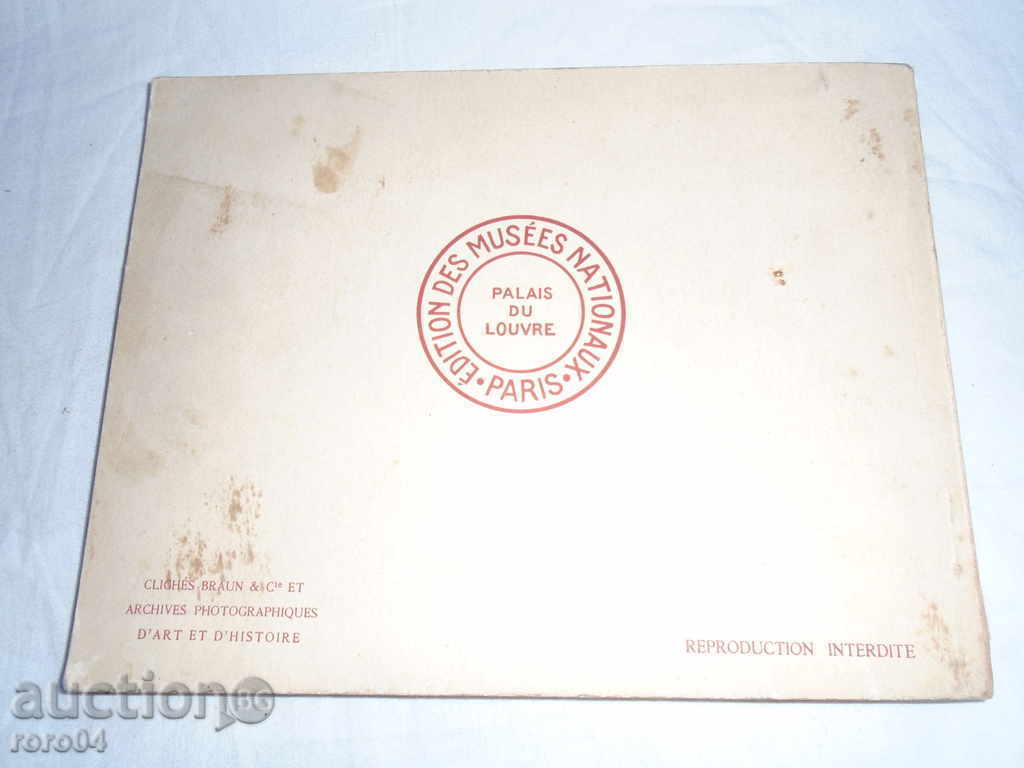 ÉDITION DES MUSÉES NATIONAUX
• PARIS •
PALAIS
DU
LOUVRE
CLICHÉS BRAUN & Cie ET
ARCHIVES PHOTOGRAPHIQUES
D'ART ET D'HISTOIRE
REPRODUCTION INTERDITE
auction BG
roro04